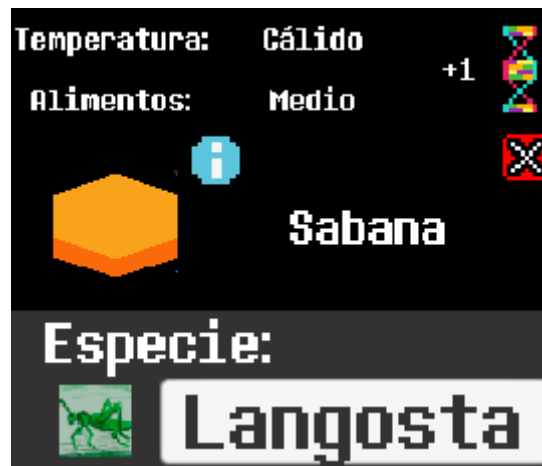 Temperatura: Cálido
+1
Alimentos: Medio
i
Sabana
Especie:
Langosta